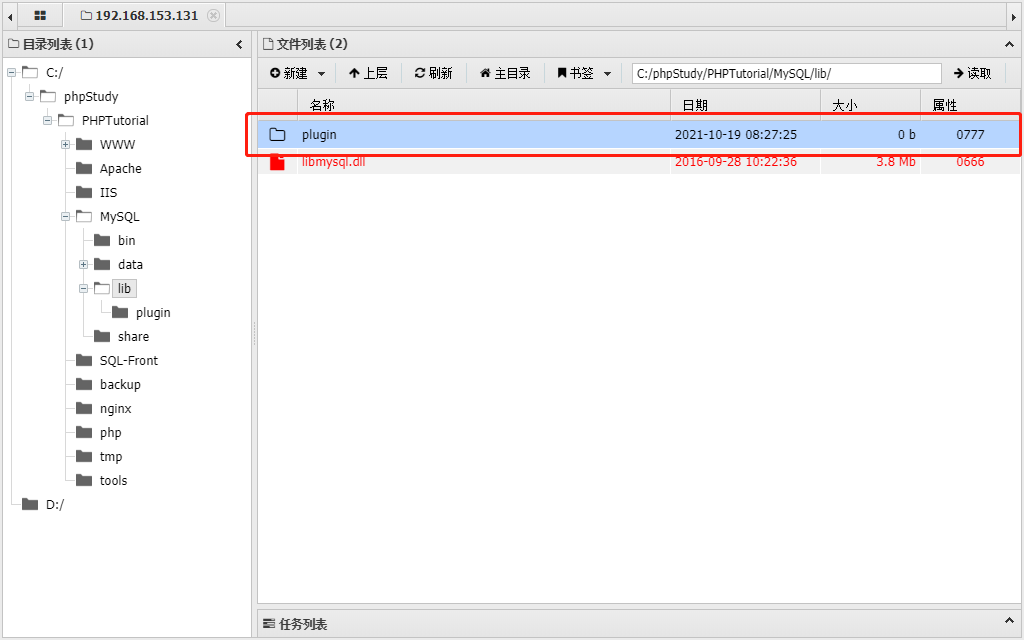 192.168.153.131
目录列表 (1)
C:/
phpStudy
PHPTutorial
WWW
Apache
IIS
MySQL
bin
data
lib
plugin
share
SQL-Front
backup
nginx
php
tmp
tools
D:/
文件列表 (2)
新建 上层 刷新 主目录 书签 C:/phpStudy/PHPTutorial/MySQL/lib/ 读取
名称 日期 大小 属性
plugin 2021-10-19 08:27:25 0 b 0777
libmysql.dll 2016-09-28 10:22:36 3.8 Mb 0666
任务列表